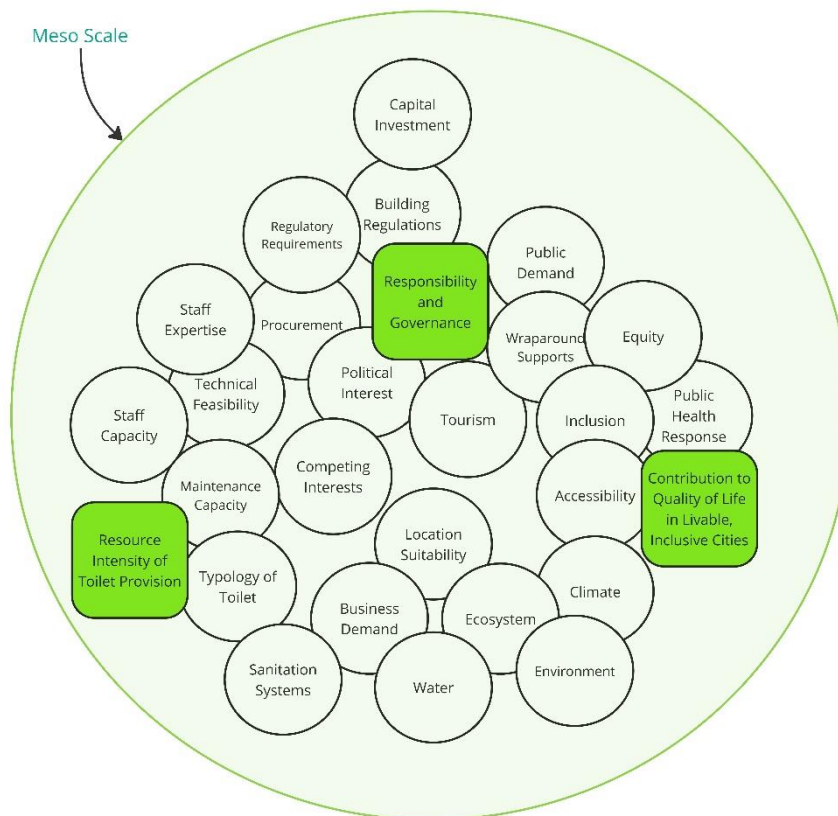 Meso Scale
Capital
Investment
Building
Regulations
Regulatory
Requirements
Public
Demand
Responsibility
and
Governance
Staff
Expertise
Procurement
Wraparound
Supports
Equity
Technical
Feasibility
Political
Interest
Staff
Capacity
Tourism
Inclusion
Public
Health
Response
Maintenance
Capacity
Competing
Interests
Accessibility
Contribution to
Quality of Life
in Livable,
Inclusive Cities
Resource
Intensity of
Toilet Provision
Location
Suitability
Typology of
Toilet
Business
Demand
Ecosystem
Climate
Sanitation
Systems
Water
Environment